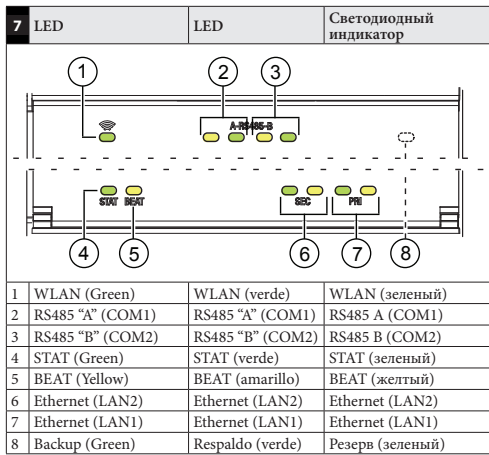 7 LED LED Светодиодный индикатор
1 2 3
A-RS485-B
STAT BEAT SEC PRI
4 5 6 7 8
1 WLAN (Green) WLAN (verde) WLAN (зеленый)
2 RS485 “A” (COM1) RS485 “A” (COM1) RS485 A (COM1)
3 RS485 “B” (COM2) RS485 “B” (COM2) RS485 B (COM2)
4 STAT (Green) STAT (verde) STAT (зеленый)
5 BEAT (Yellow) BEAT (amarillo) BEAT (желтый)
6 Ethernet (LAN2) Ethernet (LAN2) Ethernet (LAN2)
7 Ethernet (LAN1) Ethernet (LAN1) Ethernet (LAN1)
8 Backup (Green) Respaldo (verde) Резерв (зеленый)